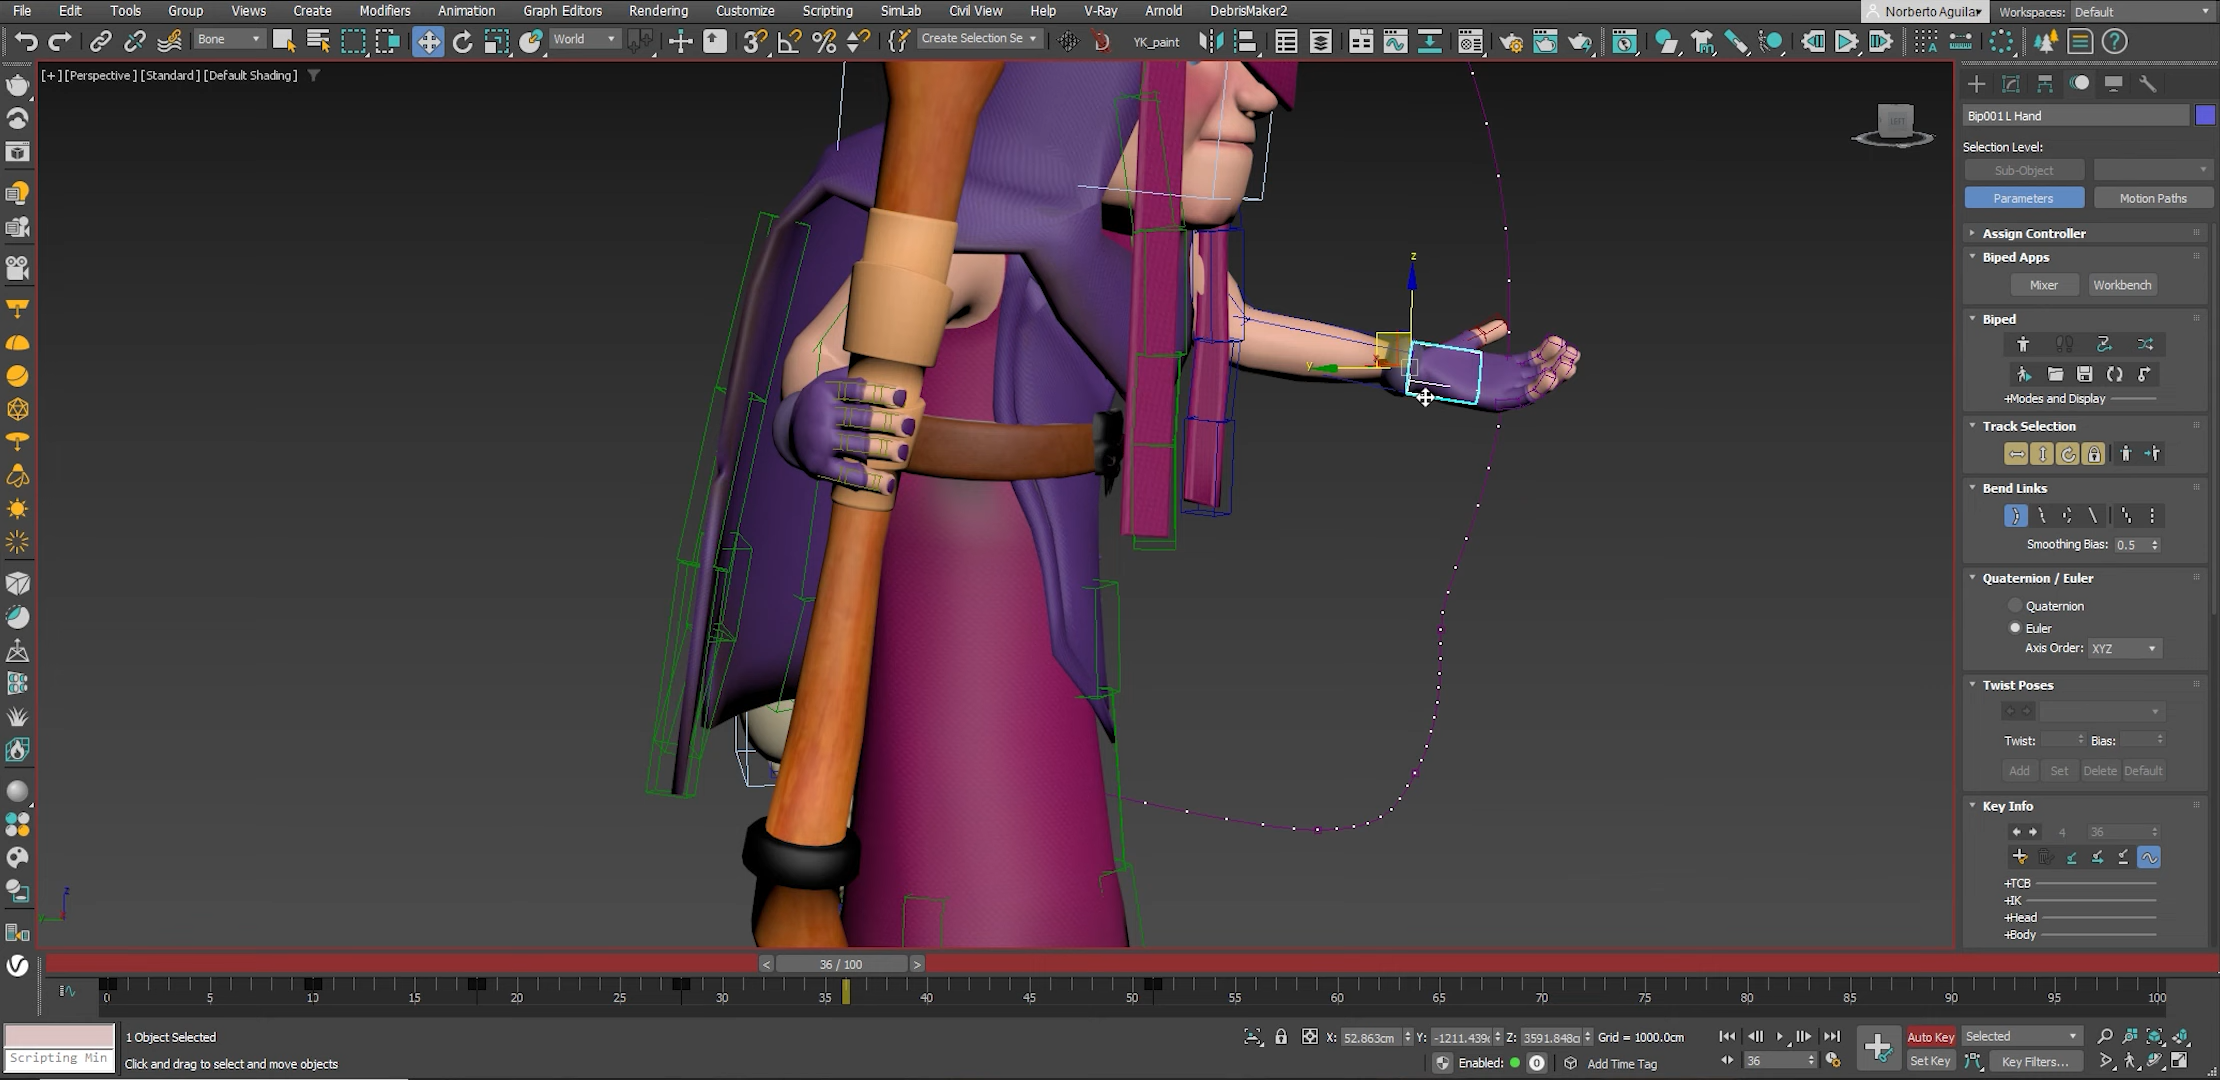 File Edit Tools Group Views Create Modifiers Animation Graph Editors Rendering Customize Scripting SimLab Civil View Help V-Ray Arnold DebrisMaker2 Norberto Aguilar Workspaces: Default
Bone World Create Selection Se YK_paint
[+] [Perspective] [Standard] [Default Shading]
LEFT
Bip001 L Hand
Selection Level:
Sub-Object
Parameters Motion Paths
Assign Controller
Biped Apps
Mixer Workbench
Biped
+Modes and Display
Track Selection
Bend Links
Smoothing Bias: 0.5
Quaternion / Euler
Quaternion
Euler
Axis Order: XYZ
Twist Poses
Twist: Bias:
Add Set Delete Default
Key Info
4 36
+TCB
+IK
+Head
+Body
z
y
z
< 36 / 100 >
0 5 10 15 20 25 30 35 40 45 50 55 60 65 70 75 80 85 90 95 100
1 Object Selected X: 52.863cm Y: -1211.439c Z: 3591.848c Grid = 1000.0cm Auto Key Selected
Scripting Min Click and drag to select and move objects Enabled: 0 Add Time Tag 36 Set Key Key Filters...